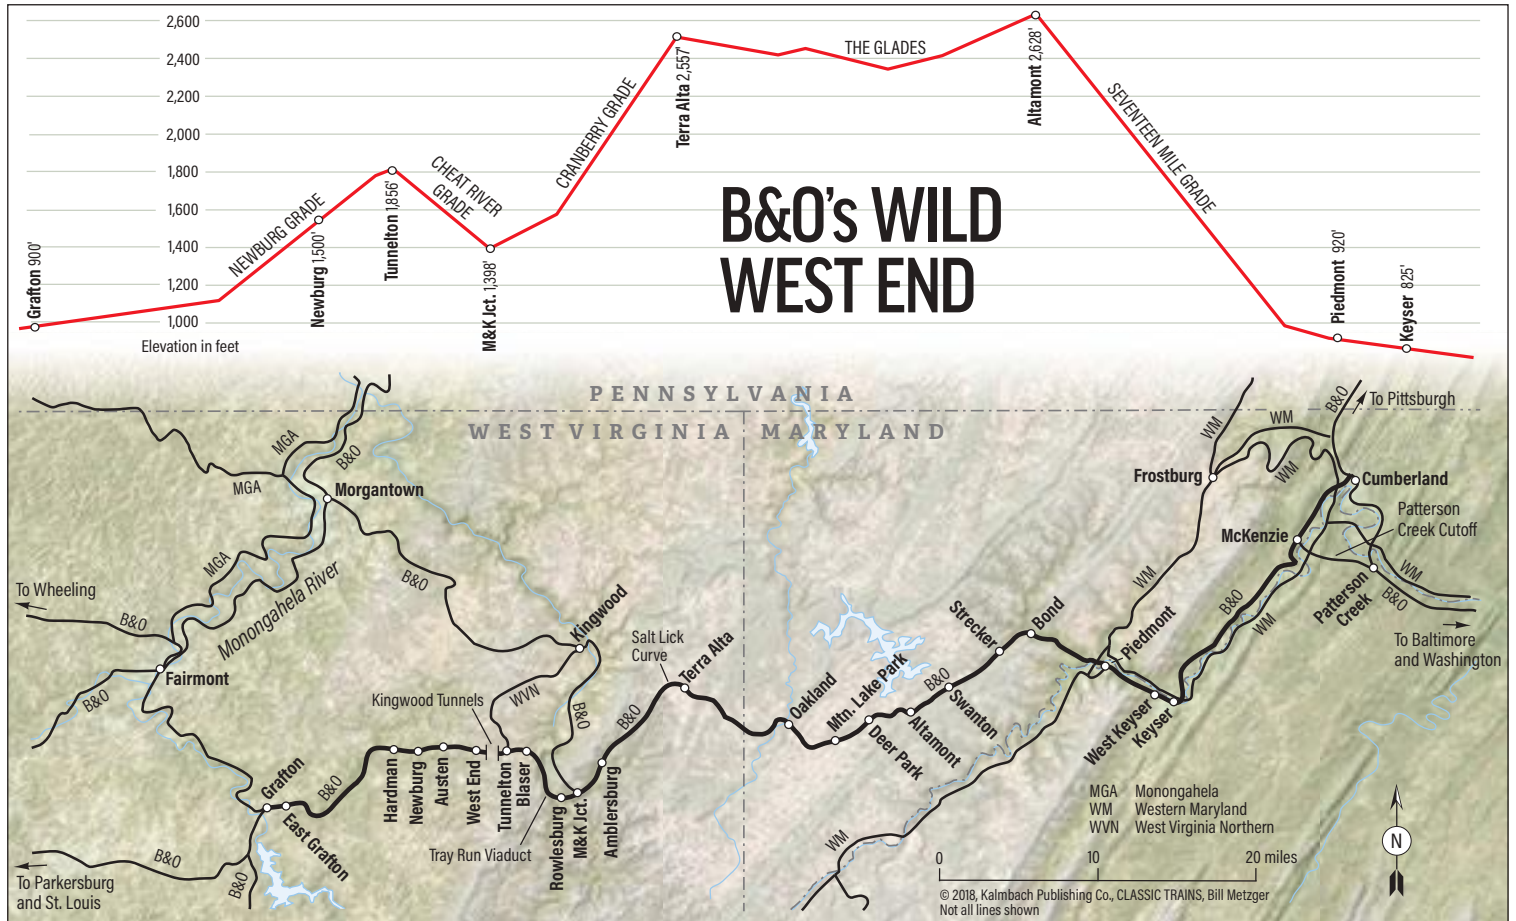 2,600
2,400
2,200
2,000
1,800
1,600
1,400
1,200
1,000
Elevation in feet
Grafton 900'
NEWBURG GRADE
Newburg 1,500'
Tunnelton 1,856'
CHEAT RIVER
GRADE
M&K Jct. 1,398'
CRANBERRY GRADE
Terra Alta 2,557'
THE GLADES
Altamont 2,628'
SEVENTEEN MILE GRADE
Piedmont 920'
Keyser 825'
B&O's WILD
WEST END
PENNSYLVANIA
WEST VIRGINIA
MARYLAND
MGA
B&O
MGA
Morgantown
MGA
Monongahela River
B&O
To Wheeling
B&O
Fairmont
B&O
Kingwood
WVN
B&O
Kingwood Tunnels
Salt Lick
Curve
Terra Alta
B&O
Grafton
East Grafton
B&O
Hardman
Newburg
Austen
West End
Tunnelton
Blaser
Rowlesburg
M&K Jct.
Amblersburg
Tray Run Viaduct
B&O
B&O
To Parkersburg
and St. Louis
Oakland
Mtn. Lake Park
Deer Park
Altamont
B&O
Swanton
Strecker
Bond
Piedmont
West Keyser
Keyser
WM
WM
WM
WM
WM
B&O
To Pittsburgh
Frostburg
Cumberland
McKenzie
Patterson
Creek Cutoff
B&O
WM
WM
B&O
Patterson
Creek
To Baltimore
and Washington
MGA Monongahela
WM Western Maryland
WVN West Virginia Northern
0 10 20 miles
© 2018, Kalmbach Publishing Co., CLASSIC TRAINS, Bill Metzger
Not all lines shown
N